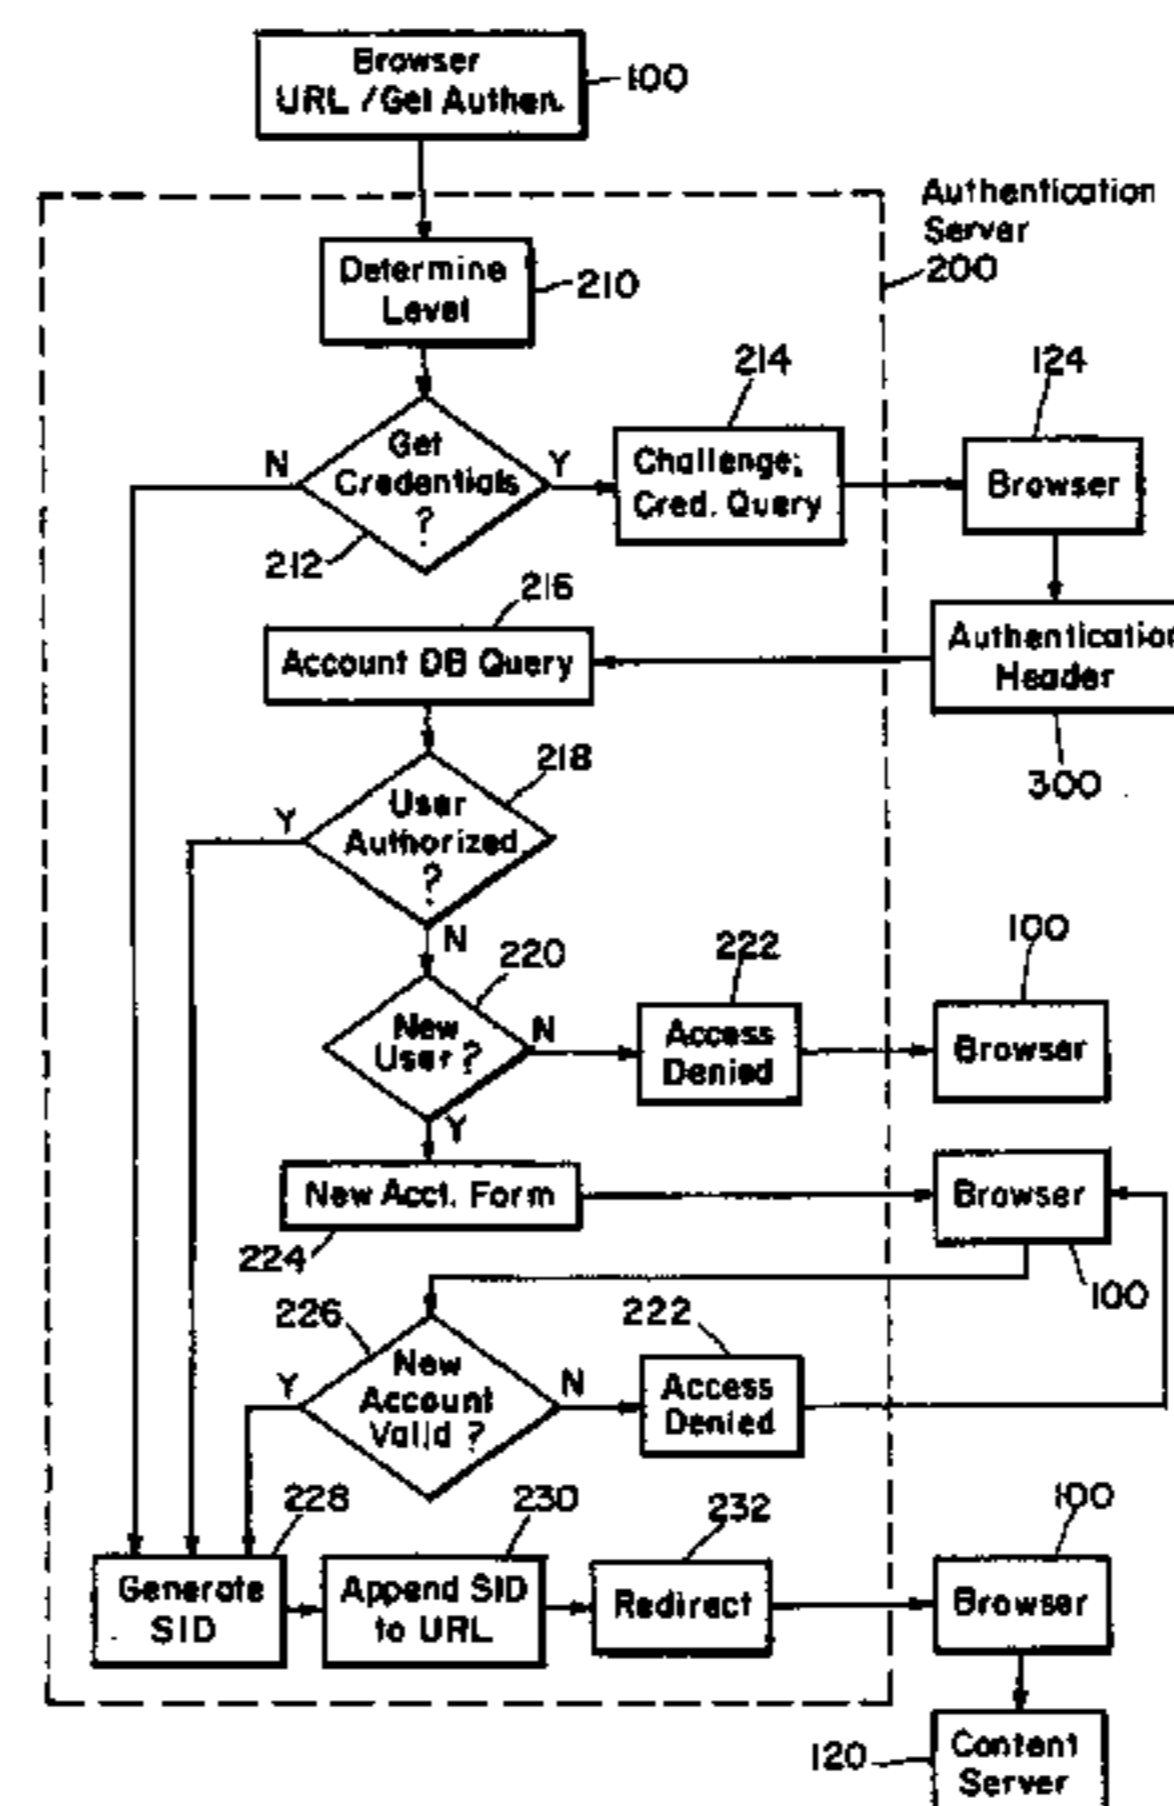 Browser
URL /Get Authen.
100
Authentication
Server
200
Determine
Level
210
214
124
N
Get
Credentials
?
Y
Challenge;
Cred. Query
Browser
212
216
Account DB Query
Authentication
Header
300
218
Y
User
Authorized
?
N
220
222
100
New
User ?
N
Access
Denied
Browser
Y
New Acct. Form
Browser
224
100
226
222
Y
New
Account
Valid ?
N
Access
Denied
228
230
232
100
Generate
SID
Append SID
to URL
Redirect
Browser
120
Content
Server